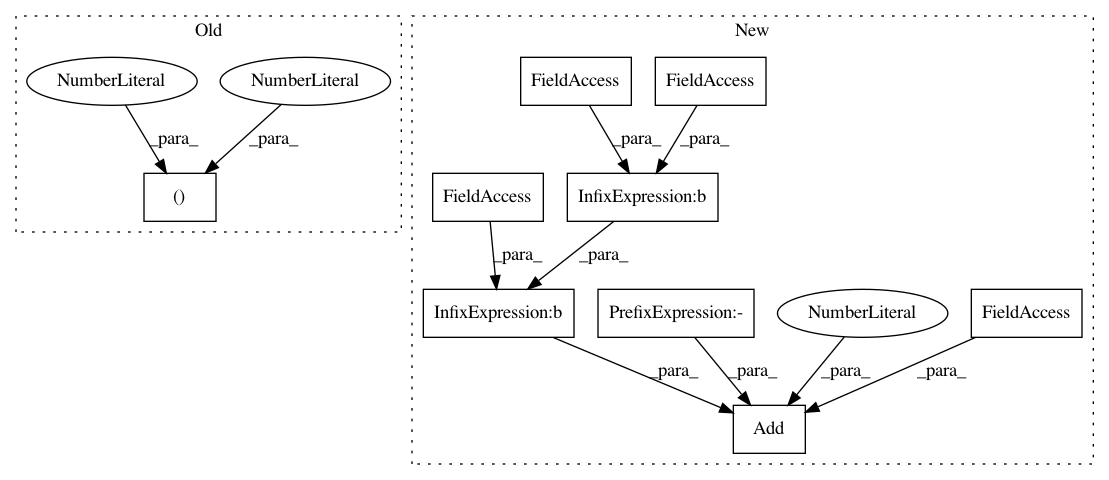 Old
New
NumberLiteral
NumberLiteral
FieldAccess
FieldAccess
_para_
_para_
_para_
_para_
()
FieldAccess
InfixExpression:b
_para_
_para_
InfixExpression:b
PrefixExpression:-
NumberLiteral
FieldAccess
_para_
_para_
_para_
_para_
Add